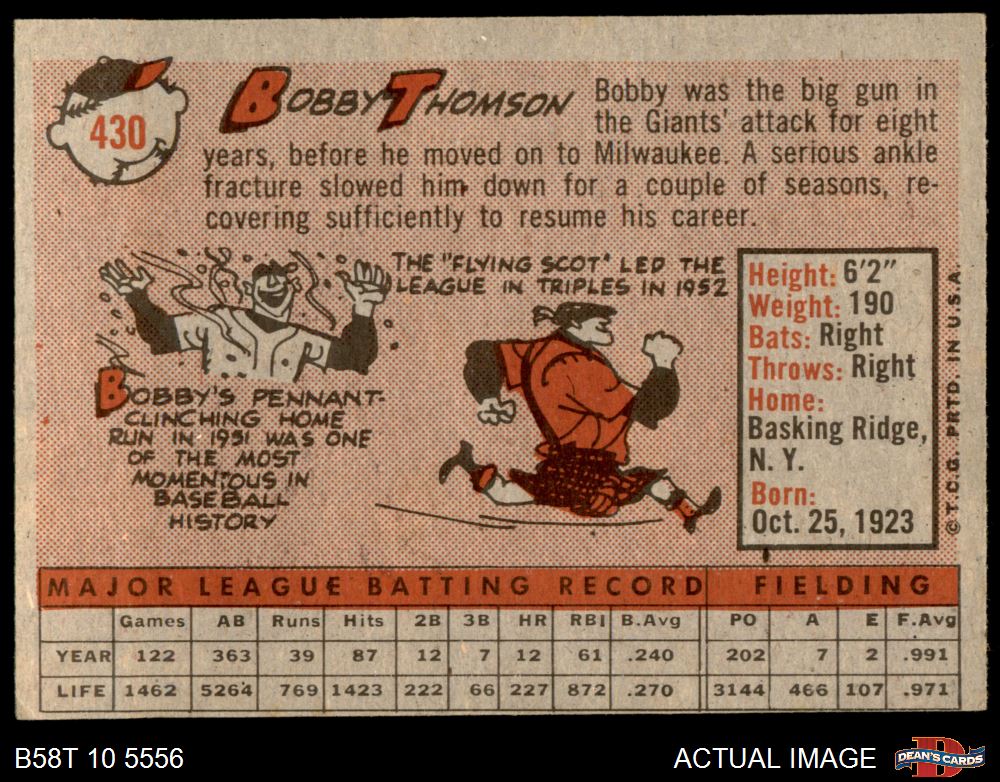 430
BOBBY THOMSON
Bobby was the big gun in
the Giants' attack for eight
years, before he moved on to Milwaukee. A serious ankle
fracture slowed him down for a couple of seasons, re-
covering sufficiently to resume his career.
THE "FLYING SCOT" LED THE
LEAGUE IN TRIPLES IN 1952
BOBBY'S PENNANT-
CLINCHING HOME
RUN IN 1951 WAS ONE
OF THE MOST
MOMENTOUS IN
BASEBALL
HISTORY
Height: 6'2"
Weight: 190
Bats: Right
Throws: Right
Home:
Basking Ridge,
N. Y.
Born:
Oct. 25, 1923
© T.C.G. PRTD. IN U.S.A.
MAJOR LEAGUE BATTING RECORD FIELDING
Games AB Runs Hits 2B 3B HR RBI B.Avg PO A E F.Avg
YEAR 122 363 39 87 12 7 12 61 .240 202 7 2 .991
LIFE 1462 5264 769 1423 222 66 227 872 .270 3144 466 107 .971
B58T 10 5556
ACTUAL IMAGE
D
DEAN'S CARDS